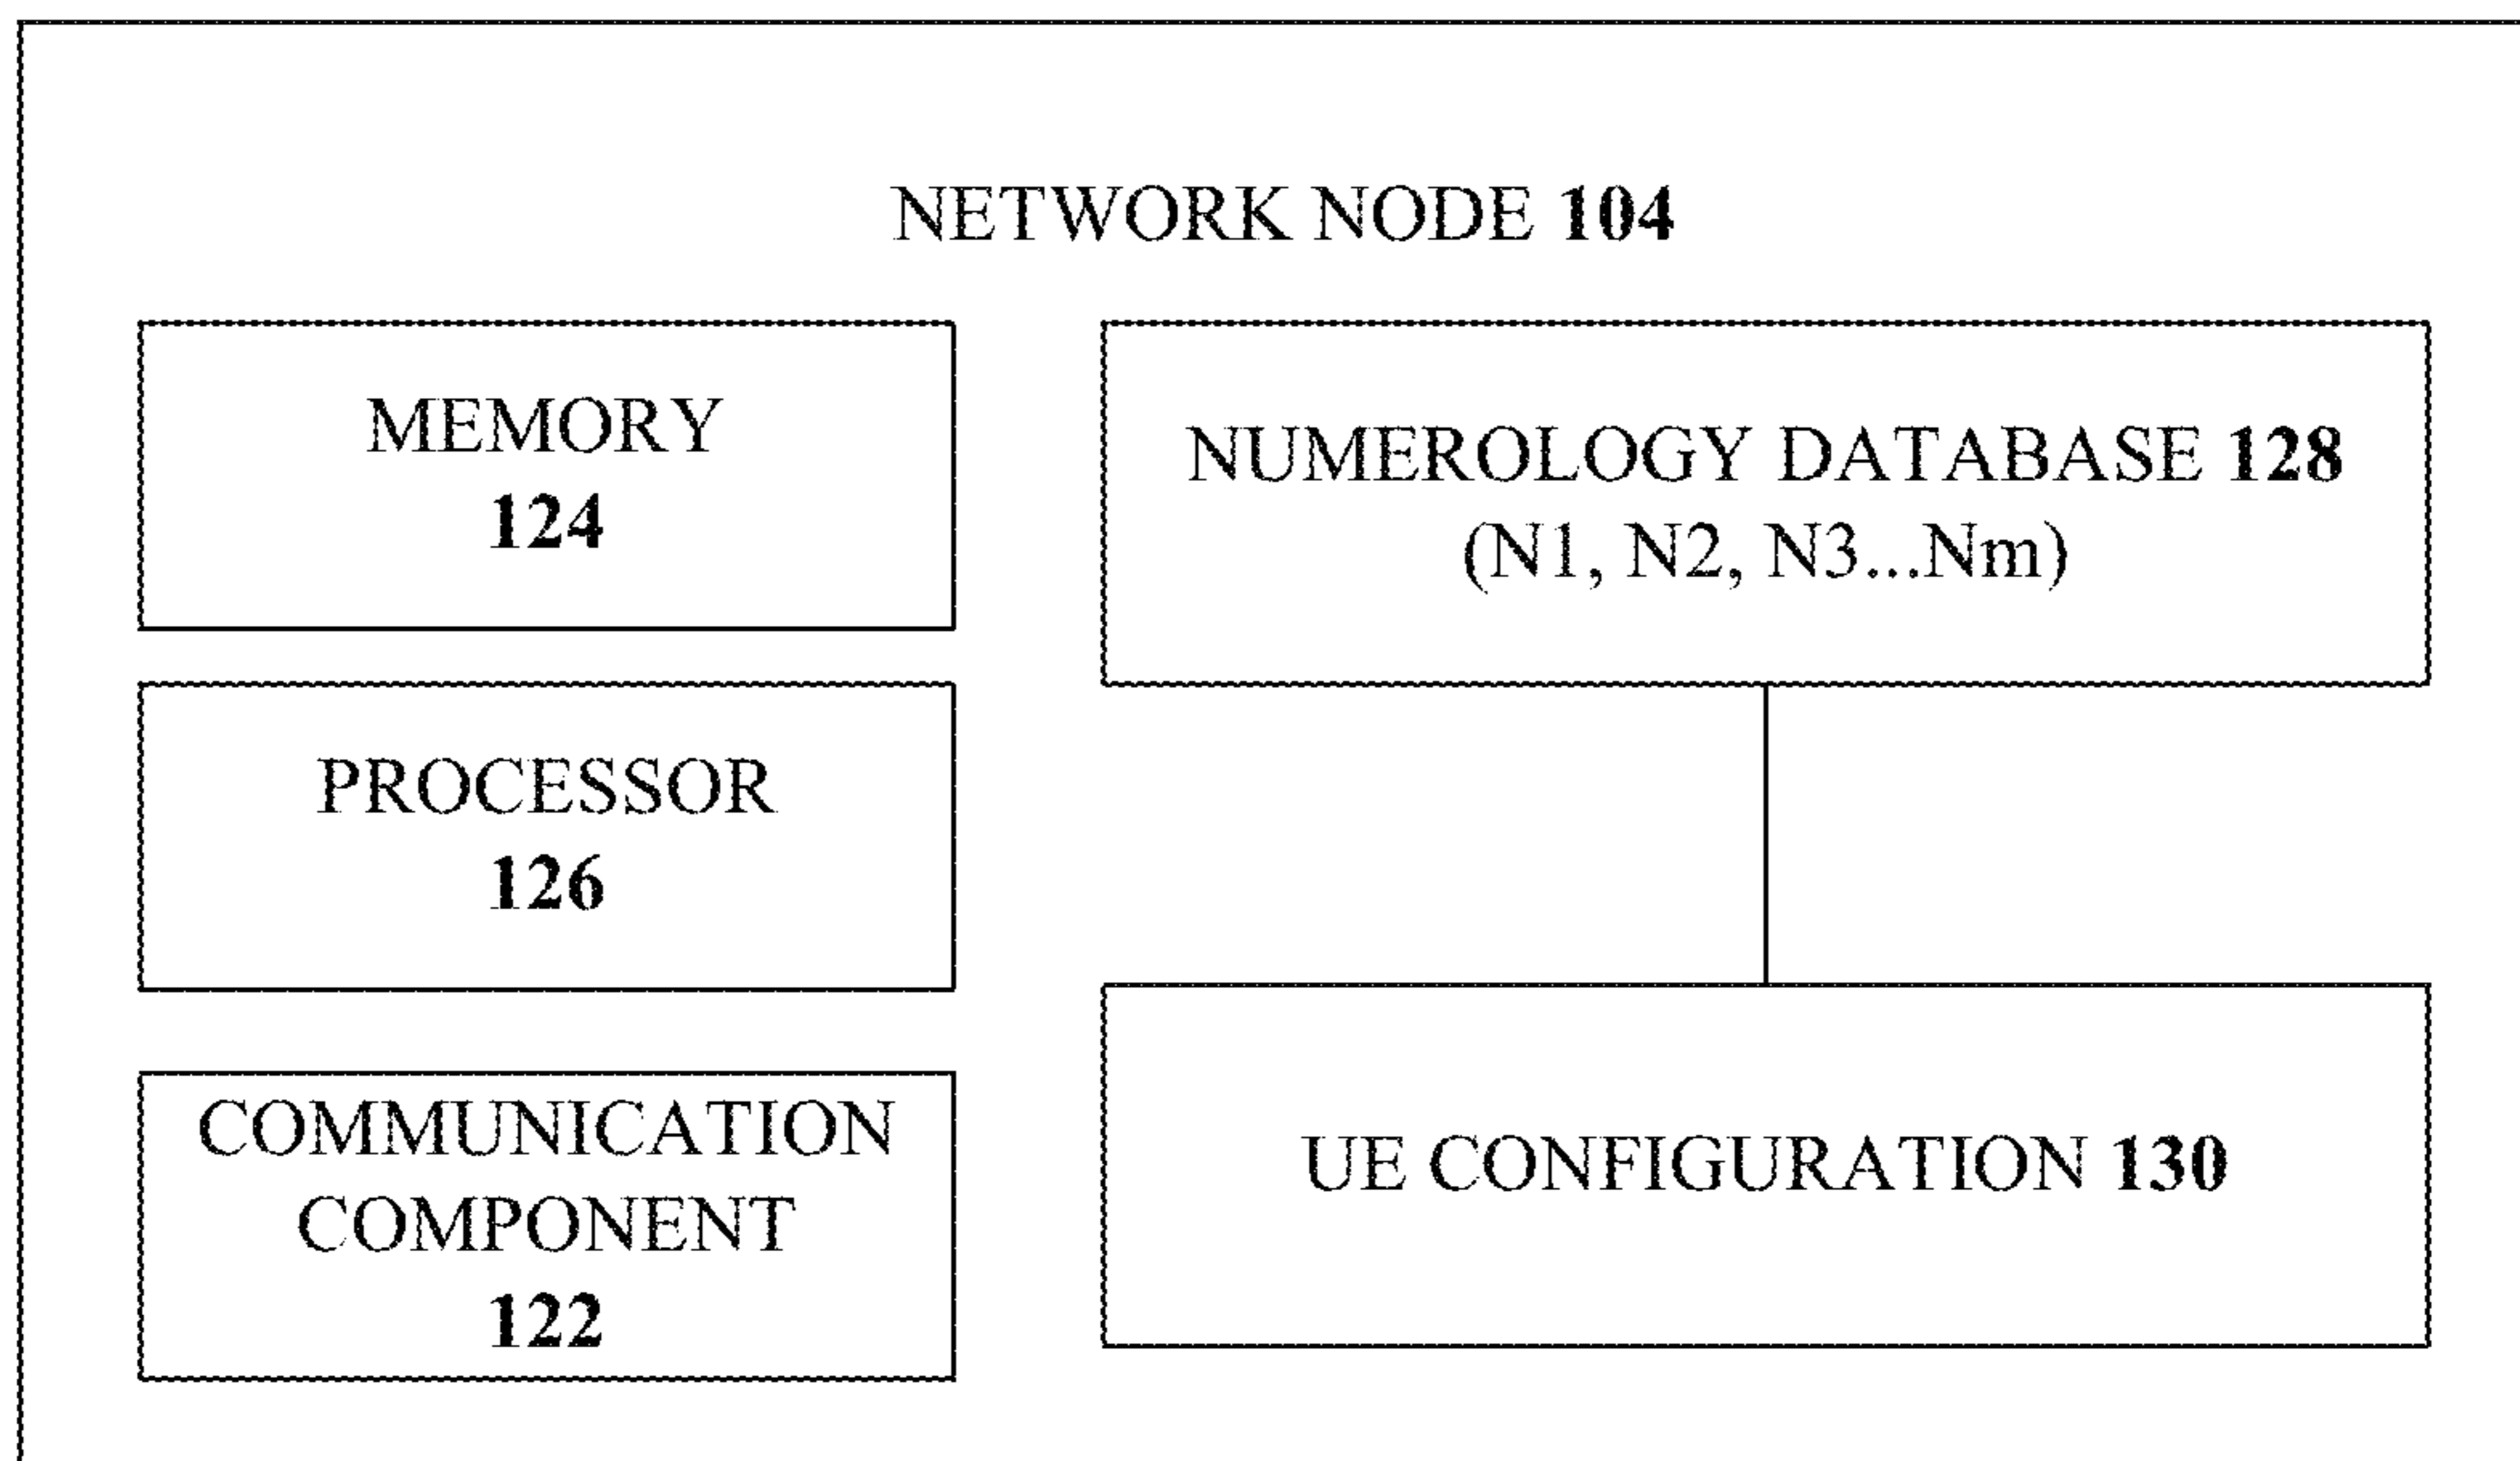 NETWORK NODE 104
MEMORY
124
PROCESSOR
126
COMMUNICATION
COMPONENT
122
NUMEROLOGY DATABASE 128
(N1, N2, N3...Nm)
UE CONFIGURATION 130